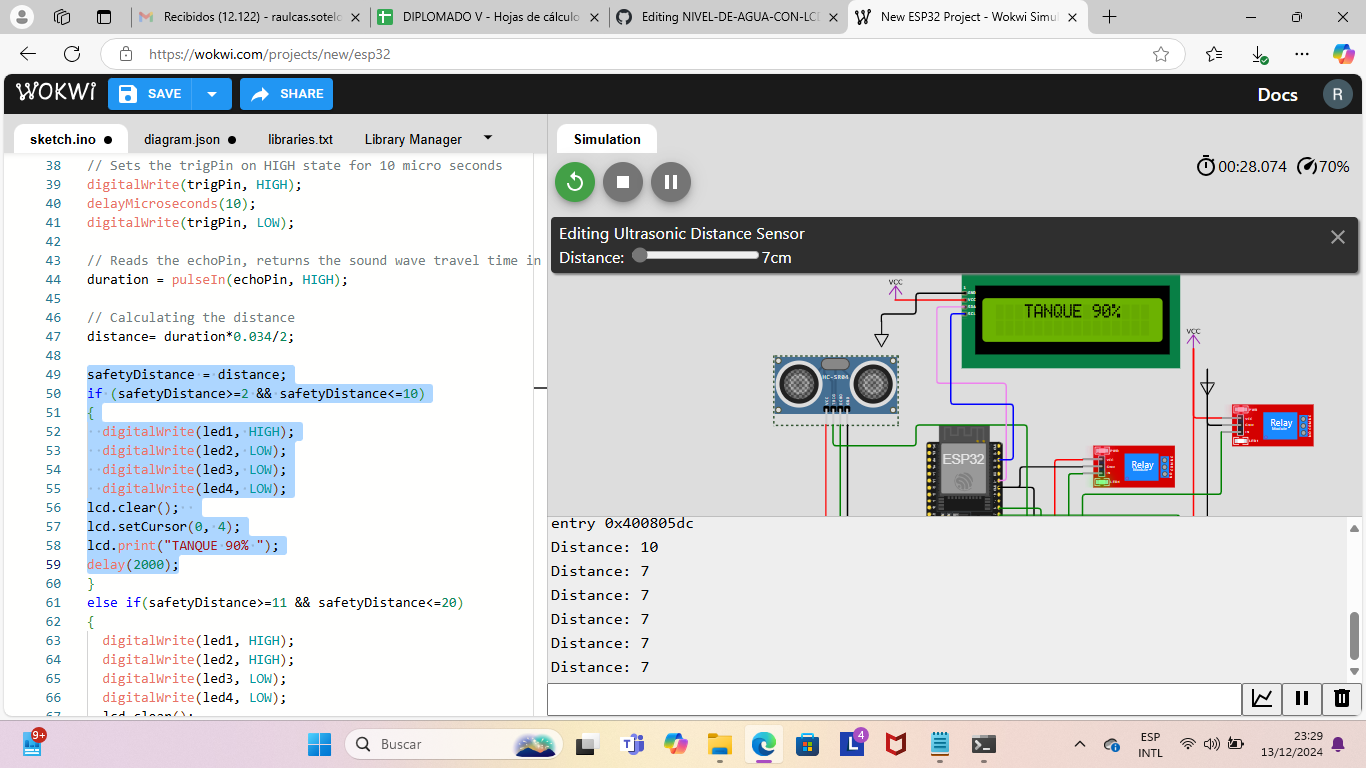 Recibidos (12.122) - raulcas.sotelo
DIPLOMADO V - Hojas de cálculo
Editing NIVEL-DE-AGUA-CON-LCD
New ESP32 Project - Wokwi Simul
https://wokwi.com/projects/new/esp32
WOKWI
SAVE
SHARE
Docs
R
sketch.ino
diagram.json
libraries.txt
Library Manager
Simulation
38 // Sets the trigPin on HIGH state for 10 micro seconds
39 digitalWrite(trigPin, HIGH);
40 delayMicroseconds(10);
41 digitalWrite(trigPin, LOW);
42
43 // Reads the echoPin, returns the sound wave travel time in
44 duration = pulseIn(echoPin, HIGH);
45
46 // Calculating the distance
47 distance= duration*0.034/2;
48
49 safetyDistance = distance;
50 if (safetyDistance>=2 && safetyDistance<=10)
51 {
52 digitalWrite(led1, HIGH);
53 digitalWrite(led2, LOW);
54 digitalWrite(led3, LOW);
55 digitalWrite(led4, LOW);
56 lcd.clear();
57 lcd.setCursor(0, 4);
58 lcd.print("TANQUE 90% ");
59 delay(2000);
60 }
61 else if(safetyDistance>=11 && safetyDistance<=20)
62 {
63 digitalWrite(led1, HIGH);
64 digitalWrite(led2, HIGH);
65 digitalWrite(led3, LOW);
66 digitalWrite(led4, LOW);
67 lcd.clear();
00:28.074
70%
Editing Ultrasonic Distance Sensor
Distance: 7cm
VCC
TANQUE 90%
VCC
HC-SR04
ESP32
Relay
Relay
entry 0x400805dc
Distance: 10
Distance: 7
Distance: 7
Distance: 7
Distance: 7
Distance: 7
9+
Buscar
4
ESP
INTL
23:29
13/12/2024